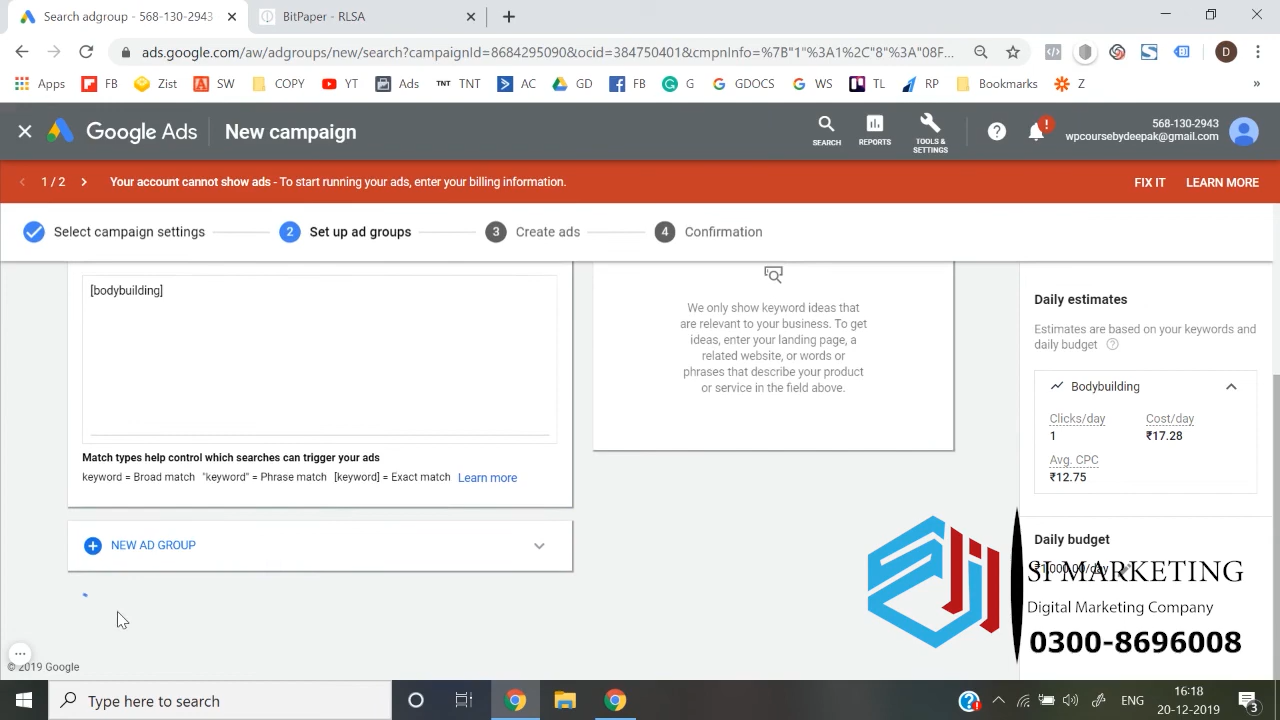 Search adgroup - 568-130-2943
BitPaper - RLSA
ads.google.com/aw/adgroups/new/search?campaignId=8684295090&ocid=384750401&cmpnInfo=%7B"1"%3A1%2C"8"%3A"08F...
D
Apps FB Zist SW COPY YT Ads TNT TNT AC GD FB G GDOCS WS TL RP Bookmarks Z »
Google Ads New campaign
SEARCH
REPORTS
TOOLS &
SETTINGS
568-130-2943
wpcoursebydeepak@gmail.com
1 / 2
Your account cannot show ads - To start running your ads, enter your billing information.
FIX IT LEARN MORE
Select campaign settings
2 Set up ad groups
3 Create ads
4 Confirmation
[bodybuilding]
Match types help control which searches can trigger your ads
keyword = Broad match "keyword" = Phrase match [keyword] = Exact match Learn more
NEW AD GROUP
We only show keyword ideas that
are relevant to your business. To get
ideas, enter your landing page, a
related website, or words or
phrases that describe your product
or service in the field above.
Daily estimates
Estimates are based on your keywords and
daily budget
Bodybuilding
Clicks/day Cost/day
1 ₹17.28
Avg. CPC
₹12.75
Daily budget
₹1,000.00/day
SI MARKETING
Digital Marketing Company
0300-8696008
© 2019 Google
Type here to search
ENG
16:18
20-12-2019
3